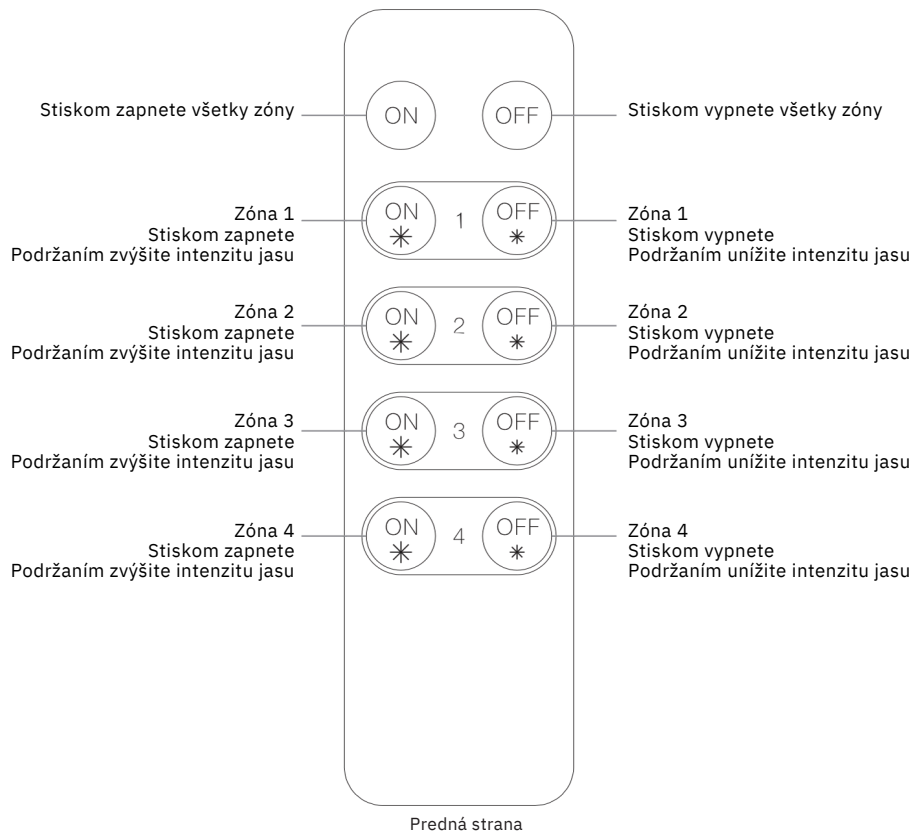 Stiskom zapnete všetky zóny
ON
OFF
Stiskom vypnete všetky zóny
Zóna 1
Stiskom zapnete
Podržaním zvýšite intenzitu jasu
ON
1
OFF
Zóna 1
Stiskom vypnete
Podržaním unížite intenzitu jasu
Zóna 2
Stiskom zapnete
Podržaním zvýšite intenzitu jasu
ON
2
OFF
Zóna 2
Stiskom vypnete
Podržaním unížite intenzitu jasu
Zóna 3
Stiskom zapnete
Podržaním zvýšite intenzitu jasu
ON
3
OFF
Zóna 3
Stiskom vypnete
Podržaním unížite intenzitu jasu
Zóna 4
Stiskom zapnete
Podržaním zvýšite intenzitu jasu
ON
4
OFF
Zóna 4
Stiskom vypnete
Podržaním unížite intenzitu jasu
Predná strana